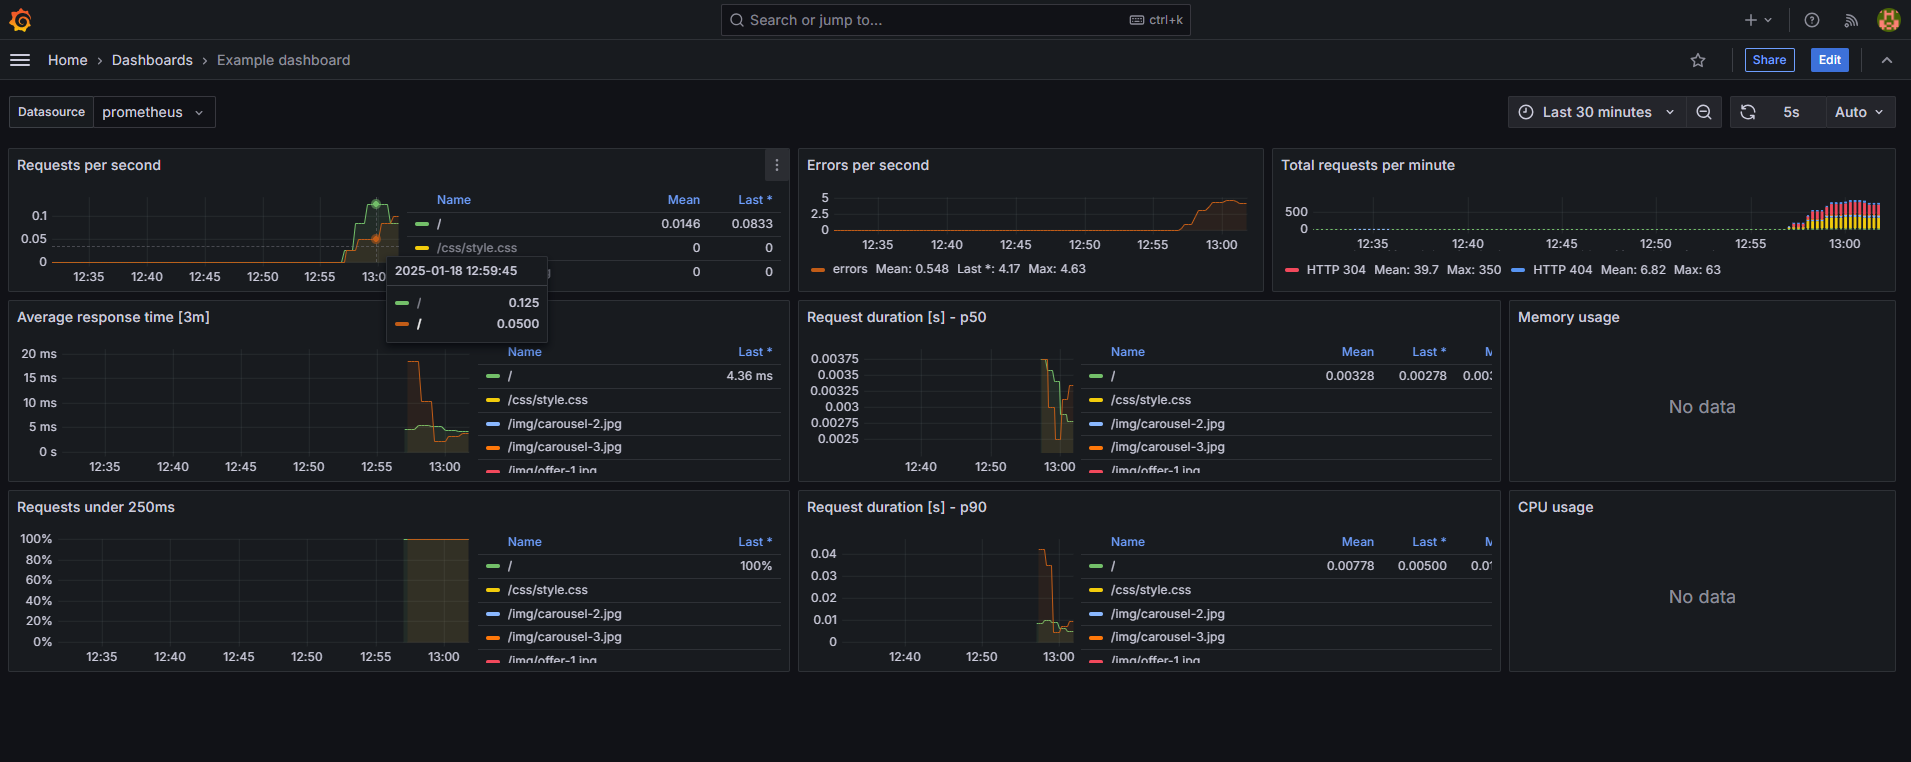 Search or jump to... ctrl+k
Home › Dashboards › Example dashboard
Share Edit
Datasource prometheus
Last 30 minutes 5s Auto
Requests per second
0.1
0.05
0
12:35 12:40 12:45 12:50 12:55 13:0
Name Mean Last *
/ 0.0146 0.0833
/css/style.css 0 0
0 0
2025-01-18 12:59:45
/ 0.125
/ 0.0500
Errors per second
5
2.5
0
12:35 12:40 12:45 12:50 12:55 13:00
errors Mean: 0.548 Last *: 4.17 Max: 4.63
Total requests per minute
500
0
12:35 12:40 12:45 12:50 12:55 13:00
HTTP 304 Mean: 39.7 Max: 350 HTTP 404 Mean: 6.82 Max: 63
Average response time [3m]
20 ms
15 ms
10 ms
5 ms
0 s
12:35 12:40 12:45 12:50 12:55 13:00
Name Last *
/ 4.36 ms
/css/style.css
/img/carousel-2.jpg
/img/carousel-3.jpg
/img/offer-1.jpg
Request duration [s] - p50
0.00375
0.0035
0.00325
0.003
0.00275
0.0025
12:40 12:50 13:00
Name Mean Last * M
/ 0.00328 0.00278 0.003
/css/style.css
/img/carousel-2.jpg
/img/carousel-3.jpg
/img/offer-1.jpg
Memory usage
No data
Requests under 250ms
100%
80%
60%
40%
20%
0%
12:35 12:40 12:45 12:50 12:55 13:00
Name Last *
/ 100%
/css/style.css
/img/carousel-2.jpg
/img/carousel-3.jpg
/img/offer-1.jpg
Request duration [s] - p90
0.04
0.03
0.02
0.01
0
12:40 12:50 13:00
Name Mean Last * M
/ 0.00778 0.00500 0.01
/css/style.css
/img/carousel-2.jpg
/img/carousel-3.jpg
/img/offer-1.jpg
CPU usage
No data